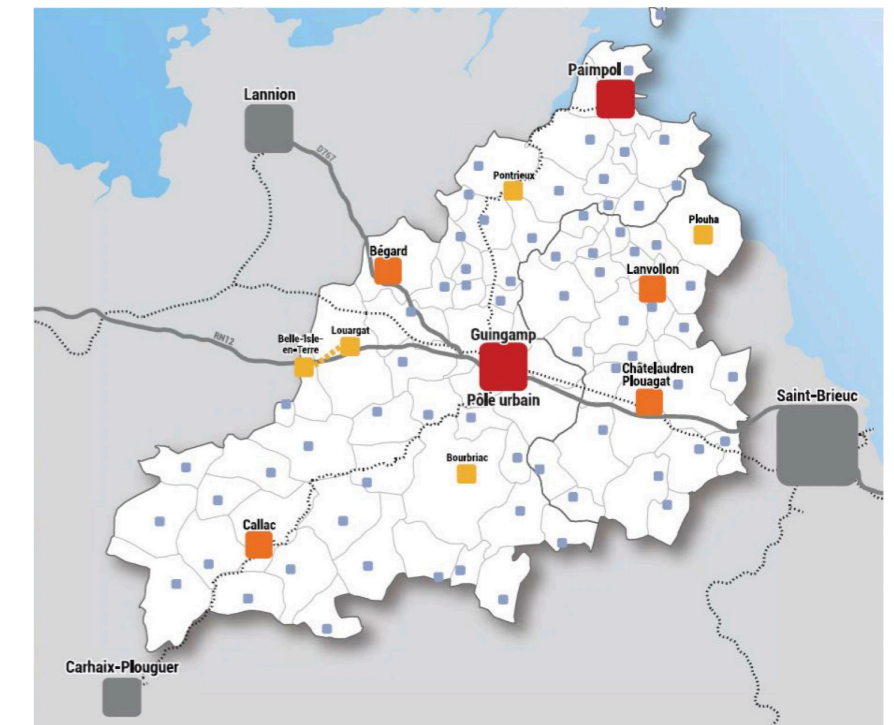 Paimpol
Lannion
D767
Pontrieux
Plouha
Bégard
Lanvollon
Guingamp
Louargat
Belle-Isle-
en-Terre
RN12
Châtelaudren
Plouagat
Pôle urbain
Saint-Brieuc
Bourbriac
Callac
Carhaix-Plouguer